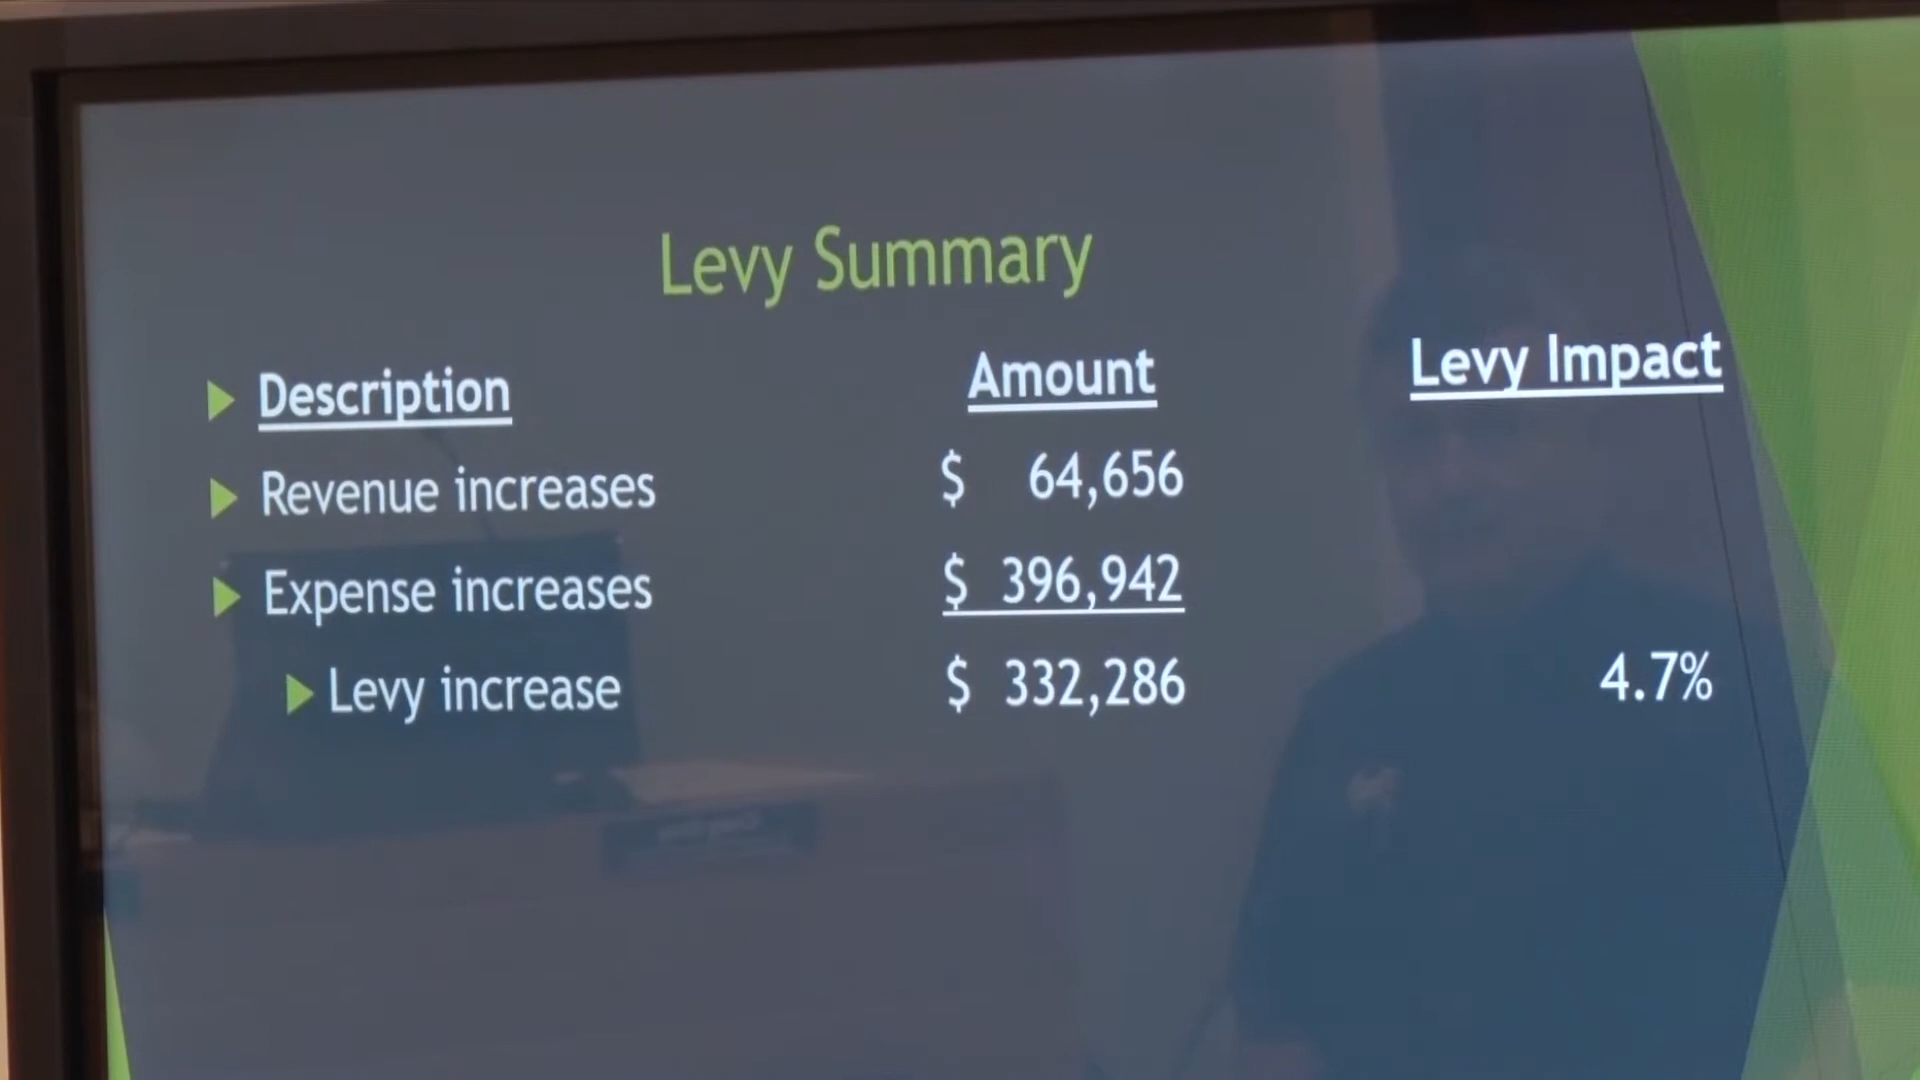 Levy Summary
Description Amount Levy Impact
Revenue increases $ 64,656
Expense increases $ 396,942
Levy increase $ 332,286 4.7%